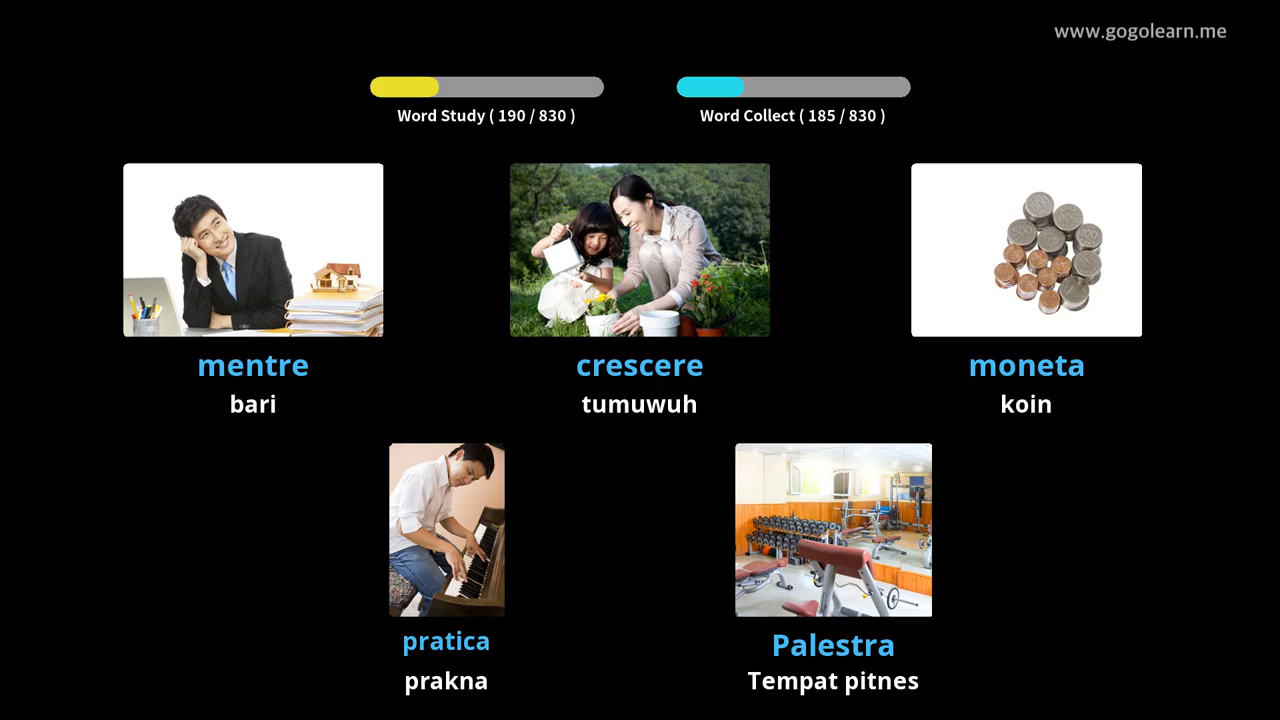 www.gogolearn.me
Word Study ( 190 / 830 )
Word Collect ( 185 / 830 )
mentre
bari
crescere
tumuwuh
moneta
koin
pratica
prakna
Palestra
Tempat pitnes